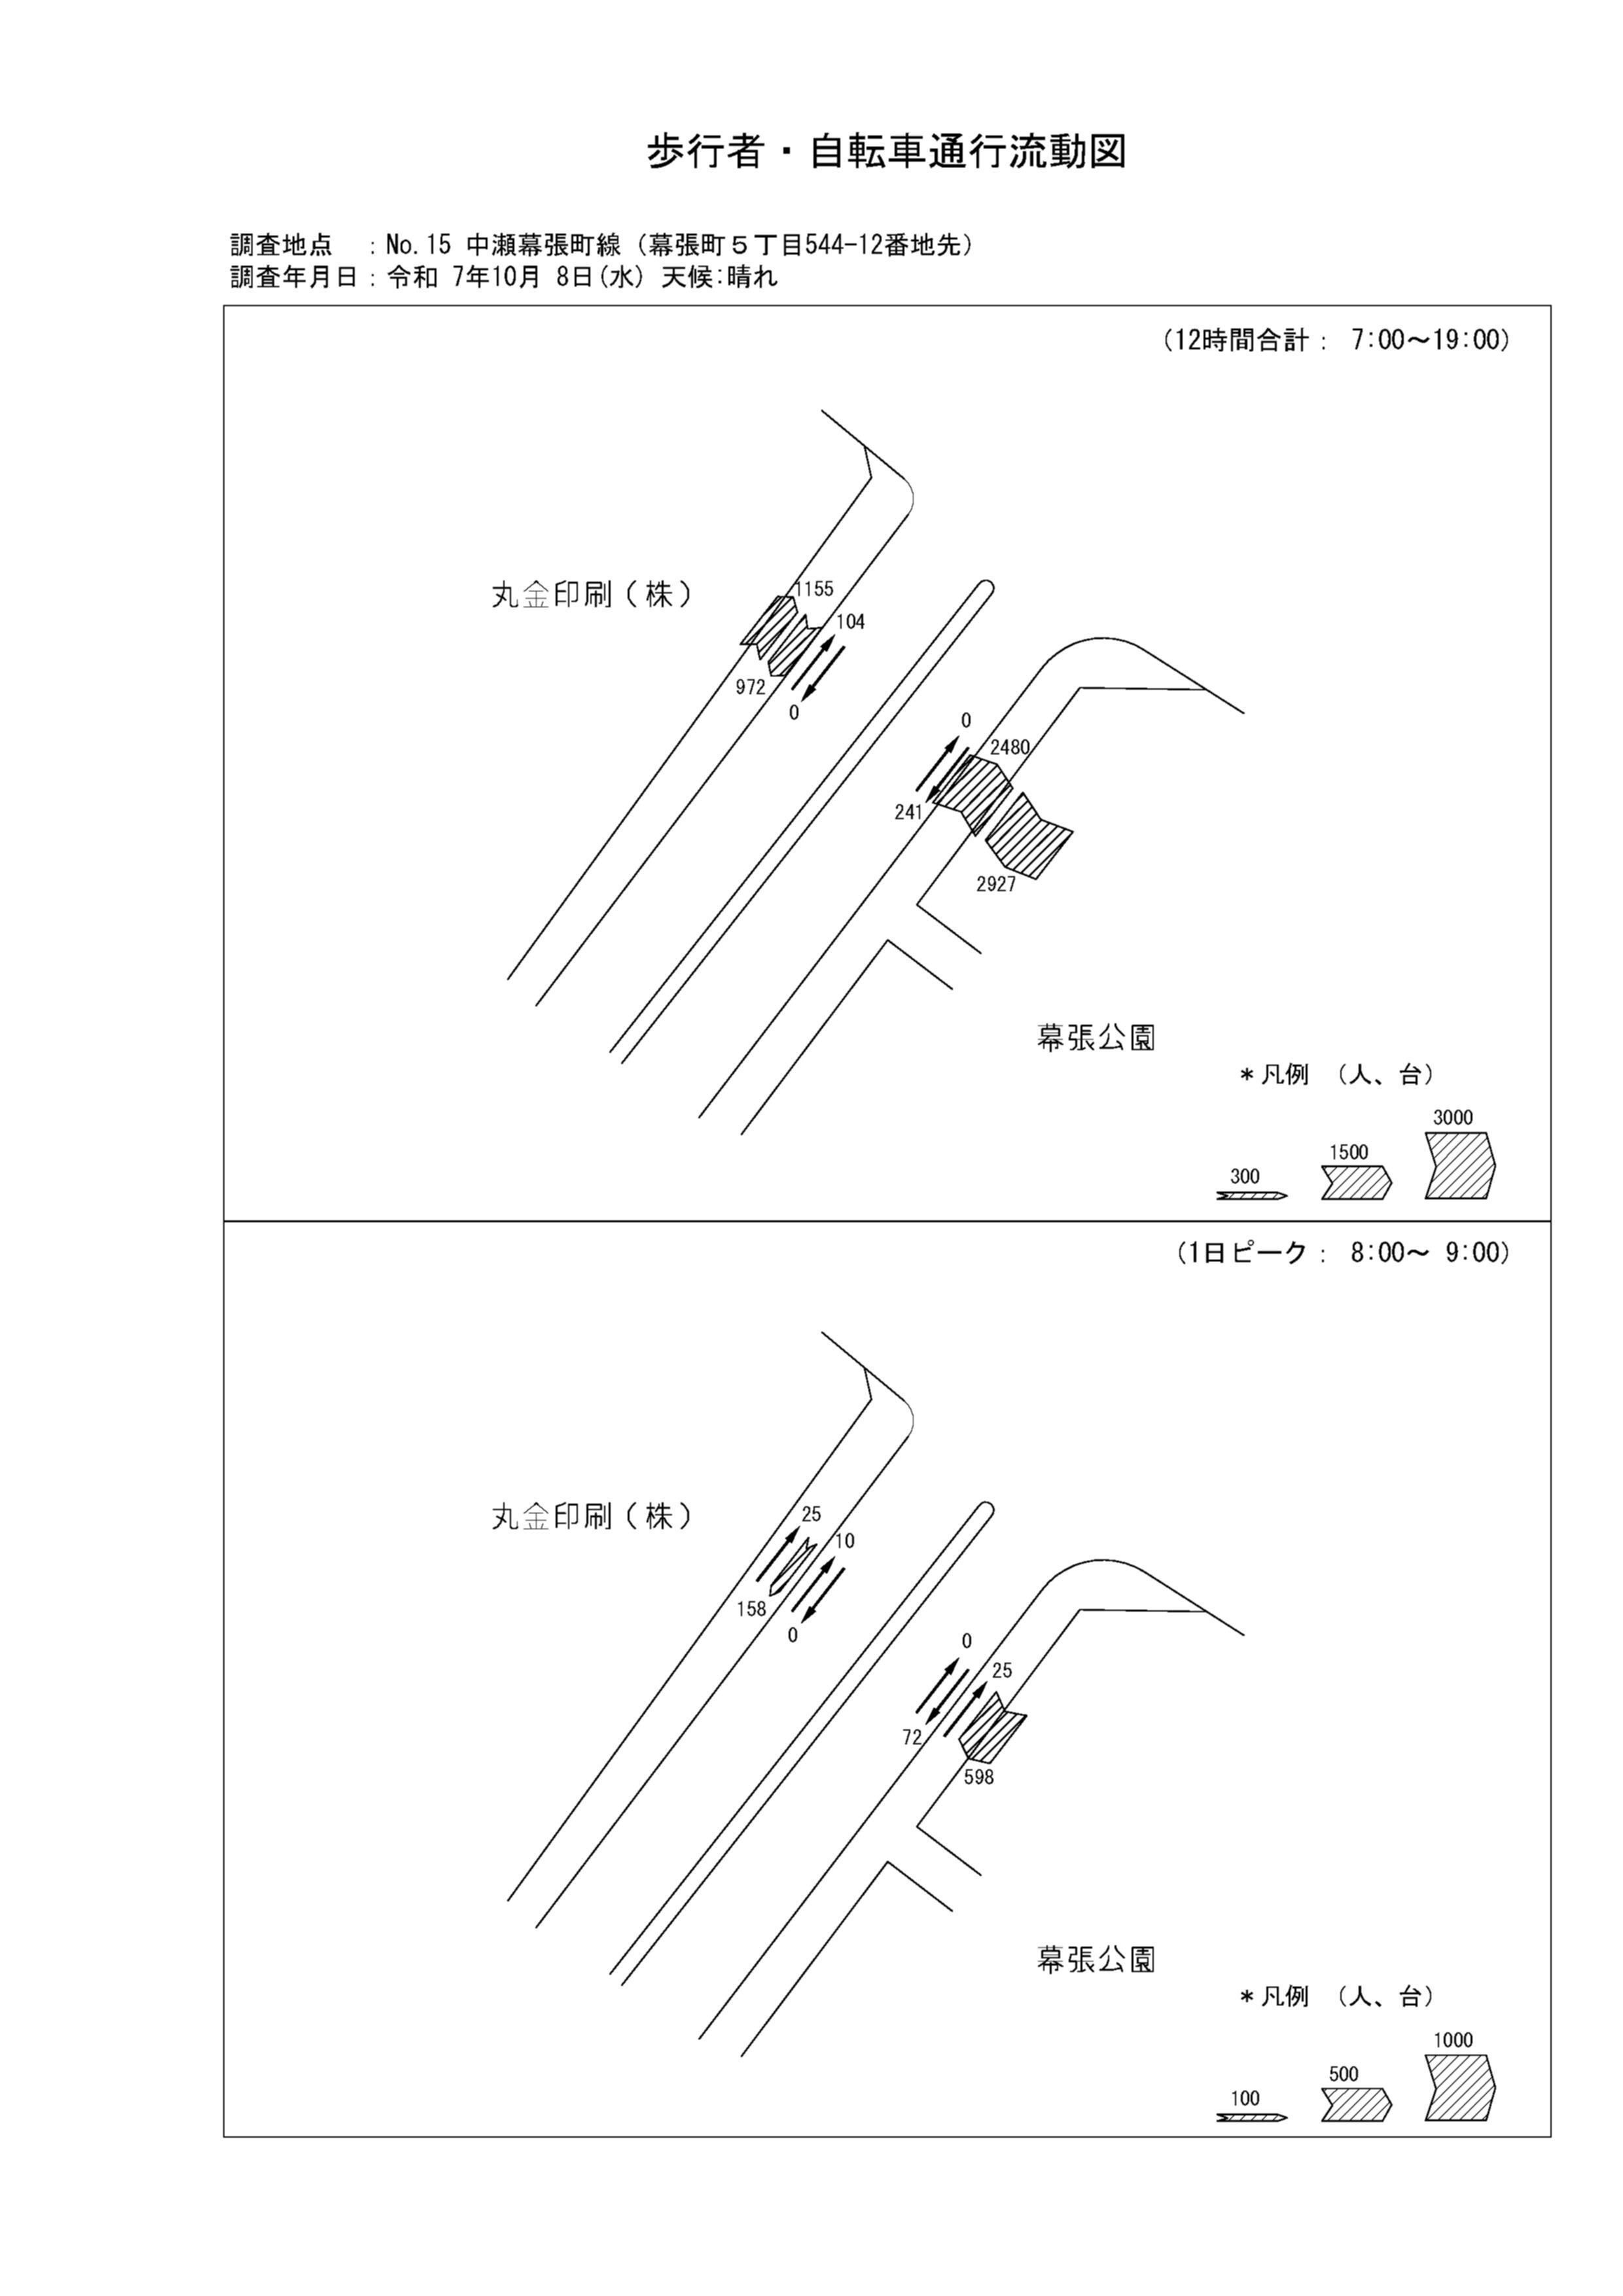 歩行者・自転車通行流動図
調査地点　：No.15 中瀬幕張町線（幕張町５丁目544-12番地先）
調査年月日：令和 7年10月 8日(水) 天候:晴れ
(12時間合計： 7:00～19:00)
丸金印刷（株）
1155
104
972
0
0
2480
241
2927
幕張公園
＊凡例　（人、台）
3000
1500
300
(1日ピーク： 8:00～ 9:00)
丸金印刷（株）
25
10
158
0
0
25
72
598
幕張公園
＊凡例　（人、台）
1000
500
100